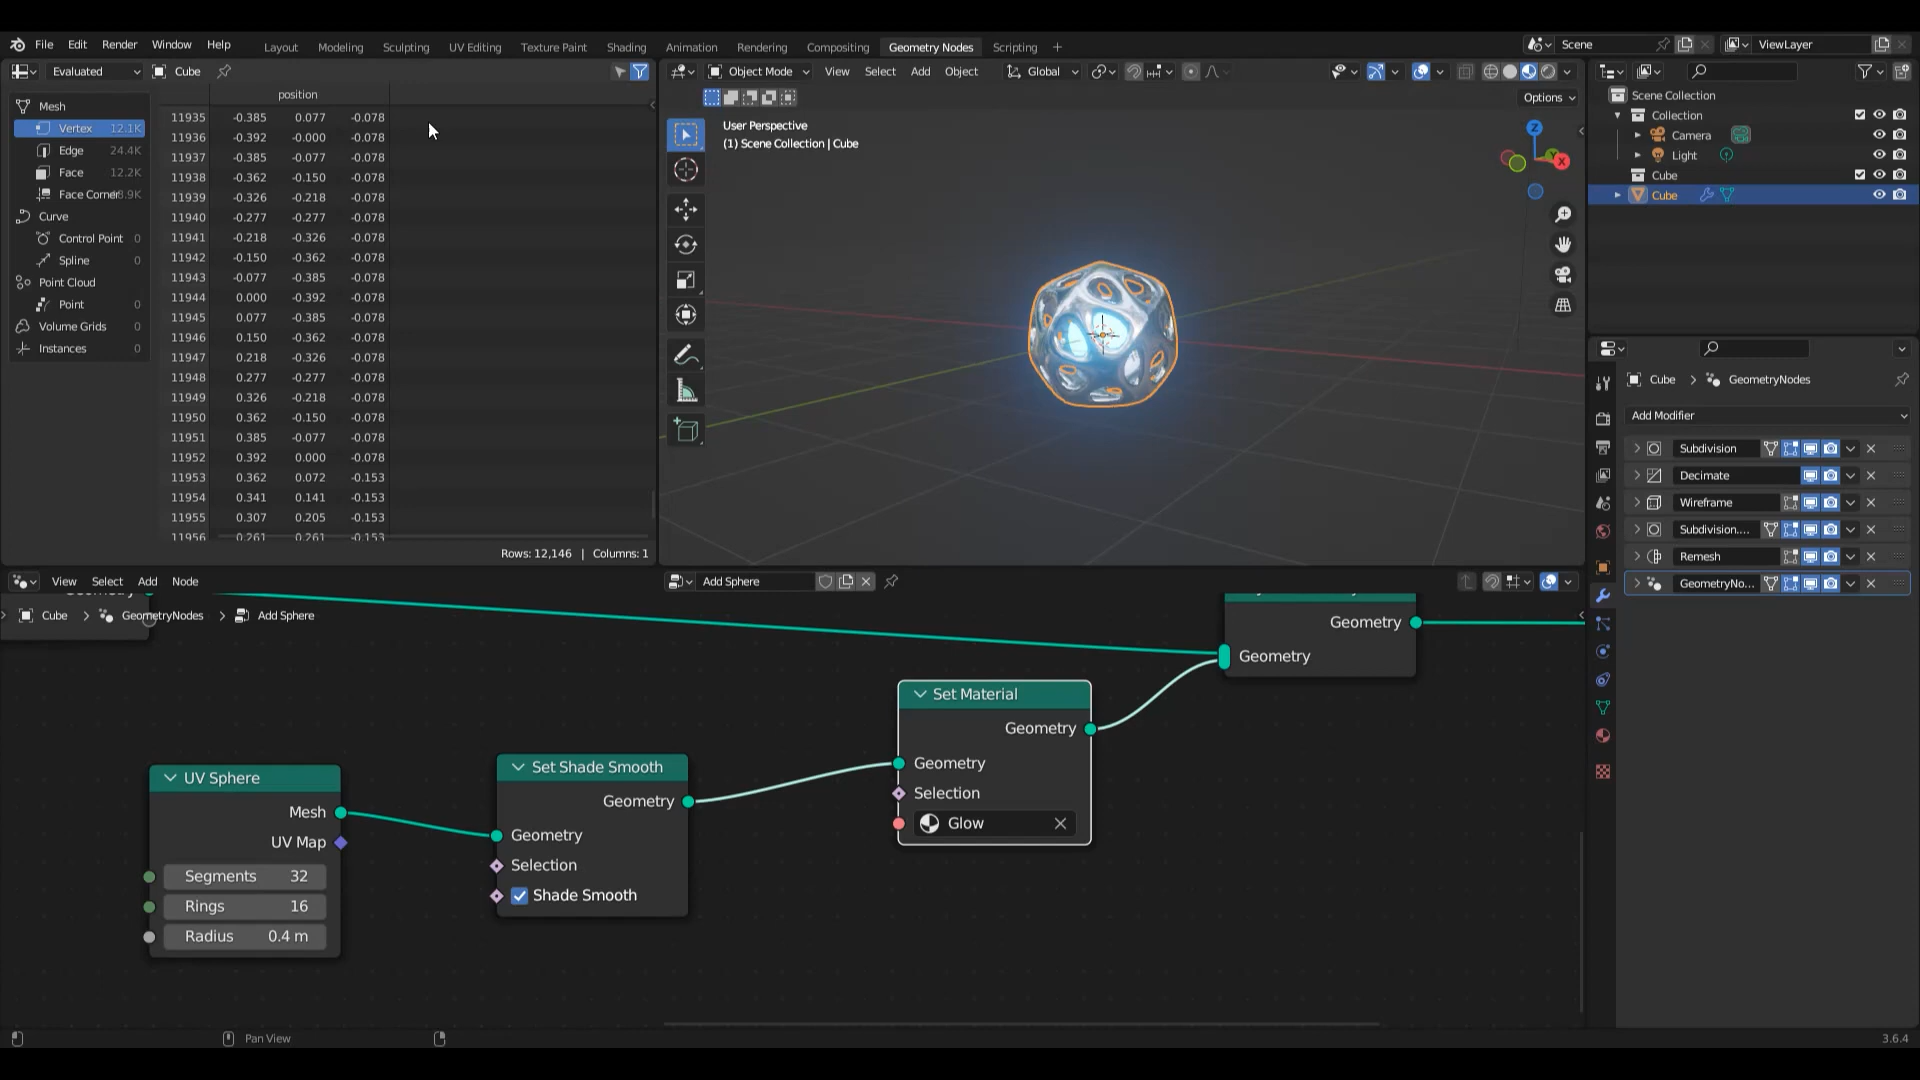 File Edit Render Window Help Layout Modeling Sculpting UV Editing Texture Paint Shading Animation Rendering Compositing Geometry Nodes Scripting + Scene ViewLayer
Evaluated Cube
Object Mode View Select Add Object Global
Options
position
Mesh
Vertex 12.1K
Edge 24.4K
Face 12.2K
Face Corner
Curve
Control Point 0
Spline 0
Point Cloud
Point 0
Volume Grids 0
Instances 0
11935 -0.385 0.077 -0.078
11936 -0.392 -0.000 -0.078
11937 -0.385 -0.077 -0.078
11938 -0.362 -0.150 -0.078
11939 -0.326 -0.218 -0.078
11940 -0.277 -0.277 -0.078
11941 -0.218 -0.326 -0.078
11942 -0.150 -0.362 -0.078
11943 -0.077 -0.385 -0.078
11944 0.000 -0.392 -0.078
11945 0.077 -0.385 -0.078
11946 0.150 -0.362 -0.078
11947 0.218 -0.326 -0.078
11948 0.277 -0.277 -0.078
11949 0.326 -0.218 -0.078
11950 0.362 -0.150 -0.078
11951 0.385 -0.077 -0.078
11952 0.392 0.000 -0.078
11953 0.362 0.072 -0.153
11954 0.341 0.141 -0.153
11955 0.307 0.205 -0.153
11956 0.261 0.261 -0.153
Rows: 12,146 | Columns: 1
User Perspective
(1) Scene Collection | Cube
Z
X
Scene Collection
Collection
Camera
Light
Cube
Cube
Cube > GeometryNodes
Add Modifier
Subdivision
Decimate
Wireframe
Subdivision....
Remesh
GeometryNo...
View Select Add Node
Add Sphere
Cube > GeometryNodes > Add Sphere
Geometry
Geometry
Set Material
Geometry
Geometry
Selection
Glow
Set Shade Smooth
Geometry
Geometry
Selection
Shade Smooth
UV Sphere
Mesh
UV Map
Segments 32
Rings 16
Radius 0.4 m
Pan View
3.6.4